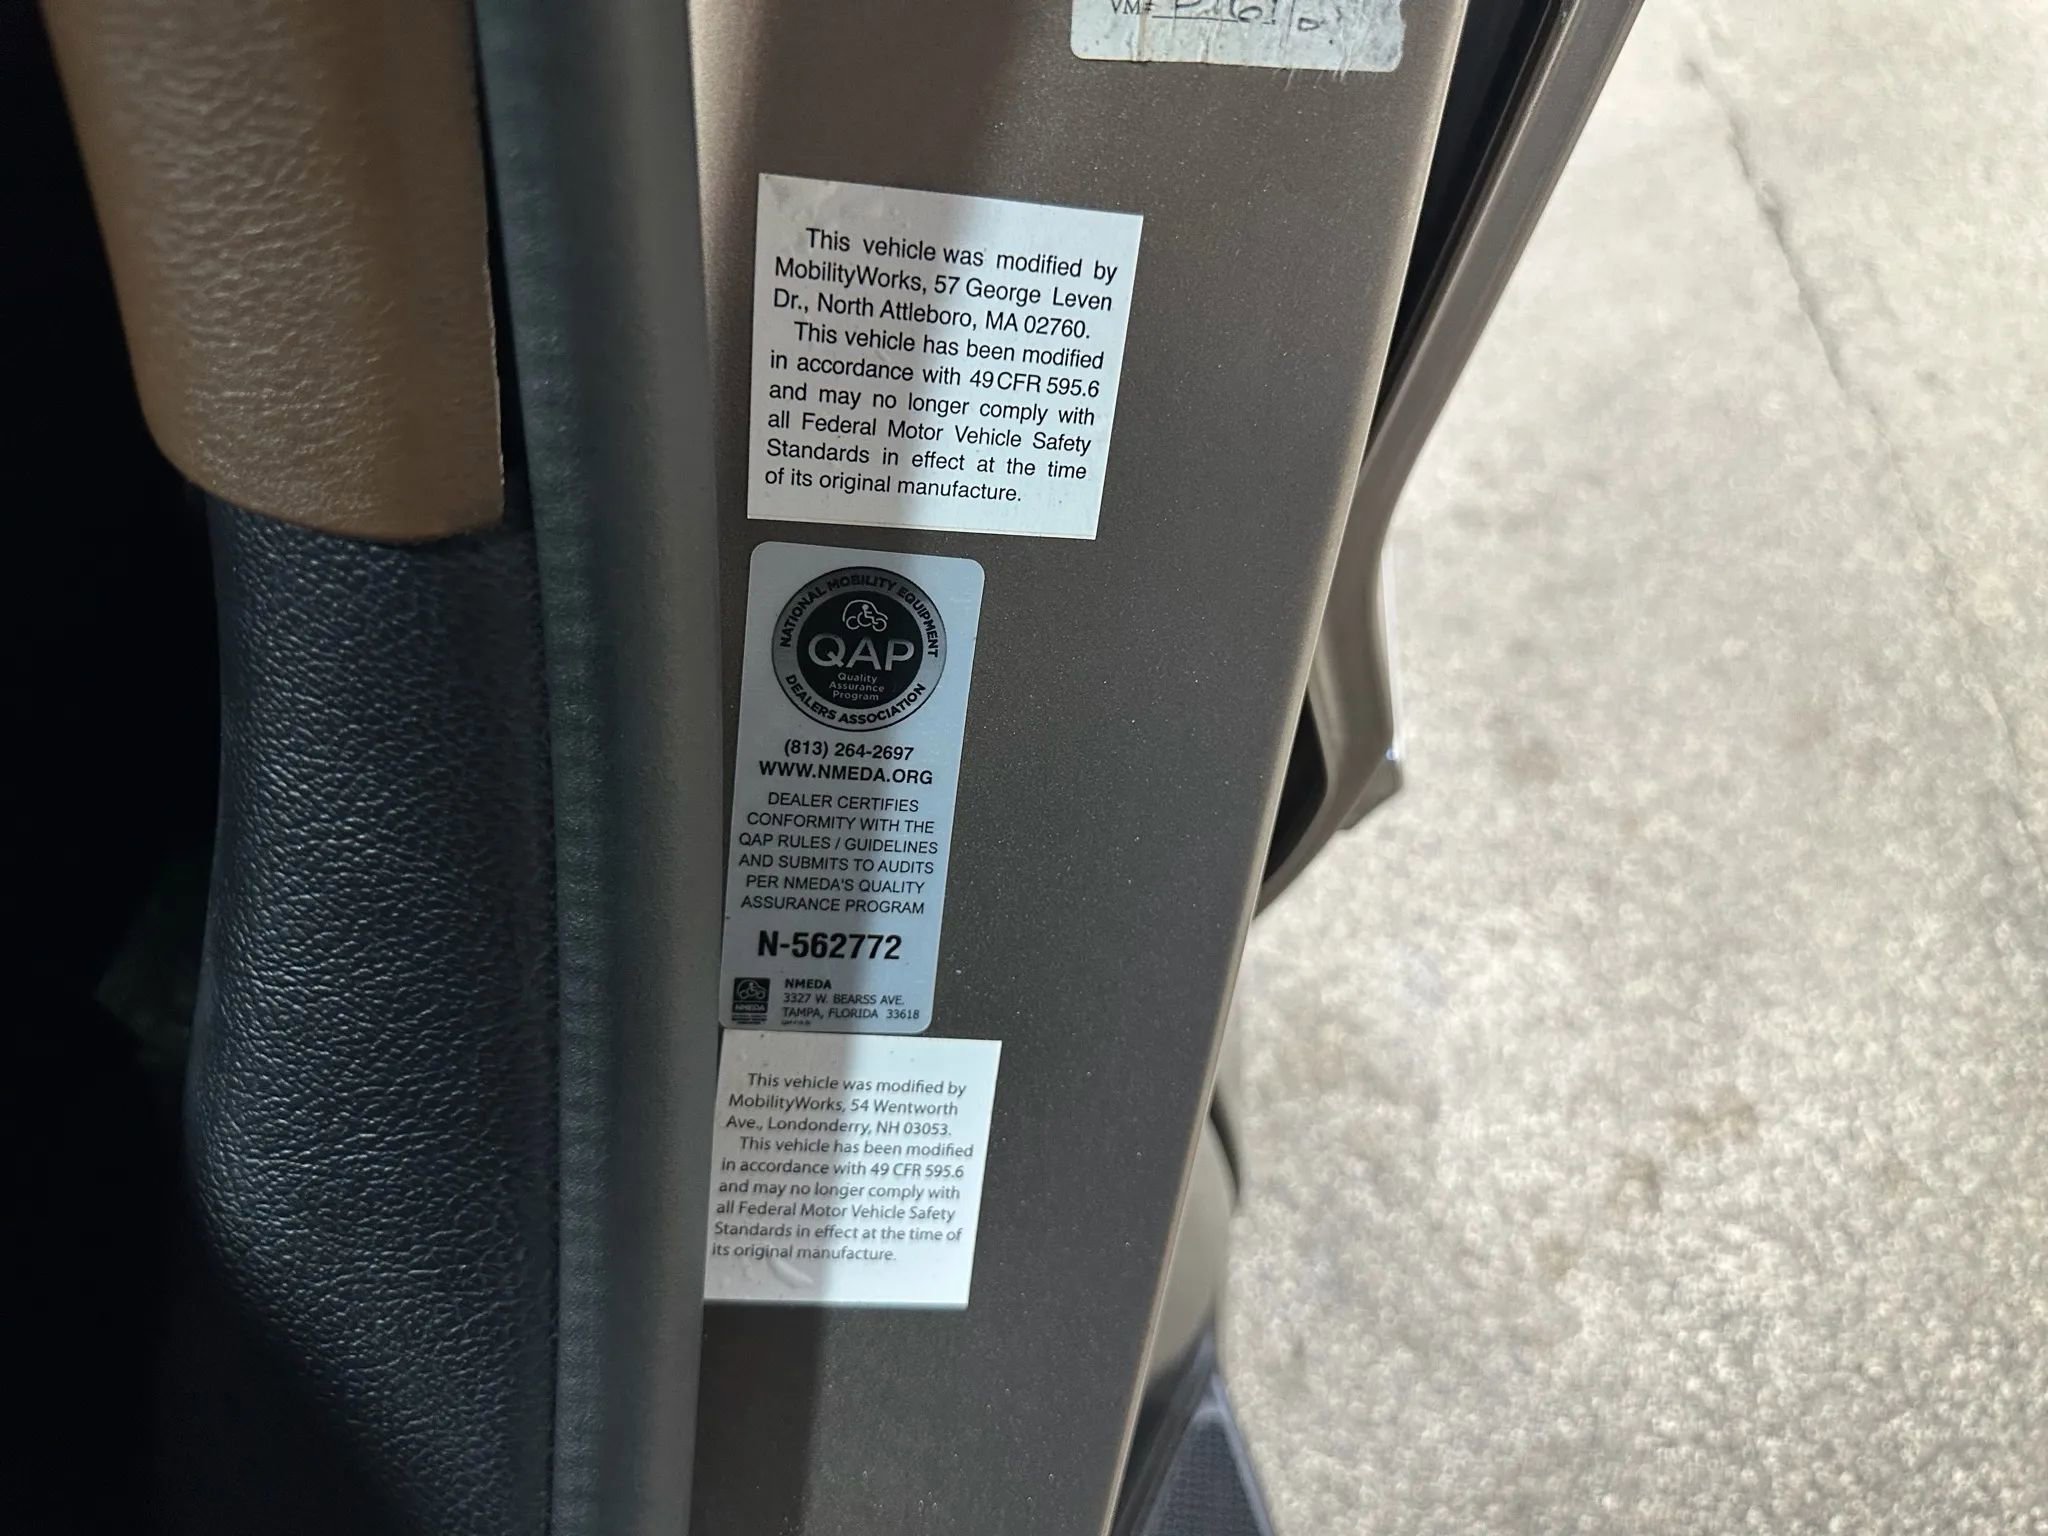 VM#
This vehicle was modified by
MobilityWorks, 57 George Leven
Dr., North Attleboro, MA 02760.
This vehicle has been modified
in accordance with 49 CFR 595.6
and may no longer comply with
all Federal Motor Vehicle Safety
Standards in effect at the time
of its original manufacture.
NATIONAL MOBILITY EQUIPMENT
QAP
Quality
Assurance
Program
DEALERS ASSOCIATION
(813) 264-2697
WWW.NMEDA.ORG
DEALER CERTIFIES
CONFORMITY WITH THE
QAP RULES / GUIDELINES
AND SUBMITS TO AUDITS
PER NMEDA'S QUALITY
ASSURANCE PROGRAM
N-562772
NMEDA
NMEDA
3327 W. BEARSS AVE.
TAMPA, FLORIDA 33618
This vehicle was modified by
MobilityWorks, 54 Wentworth
Ave., Londonderry, NH 03053.
This vehicle has been modified
in accordance with 49 CFR 595.6
and may no longer comply with
all Federal Motor Vehicle Safety
Standards in effect at the time of
its original manufacture.